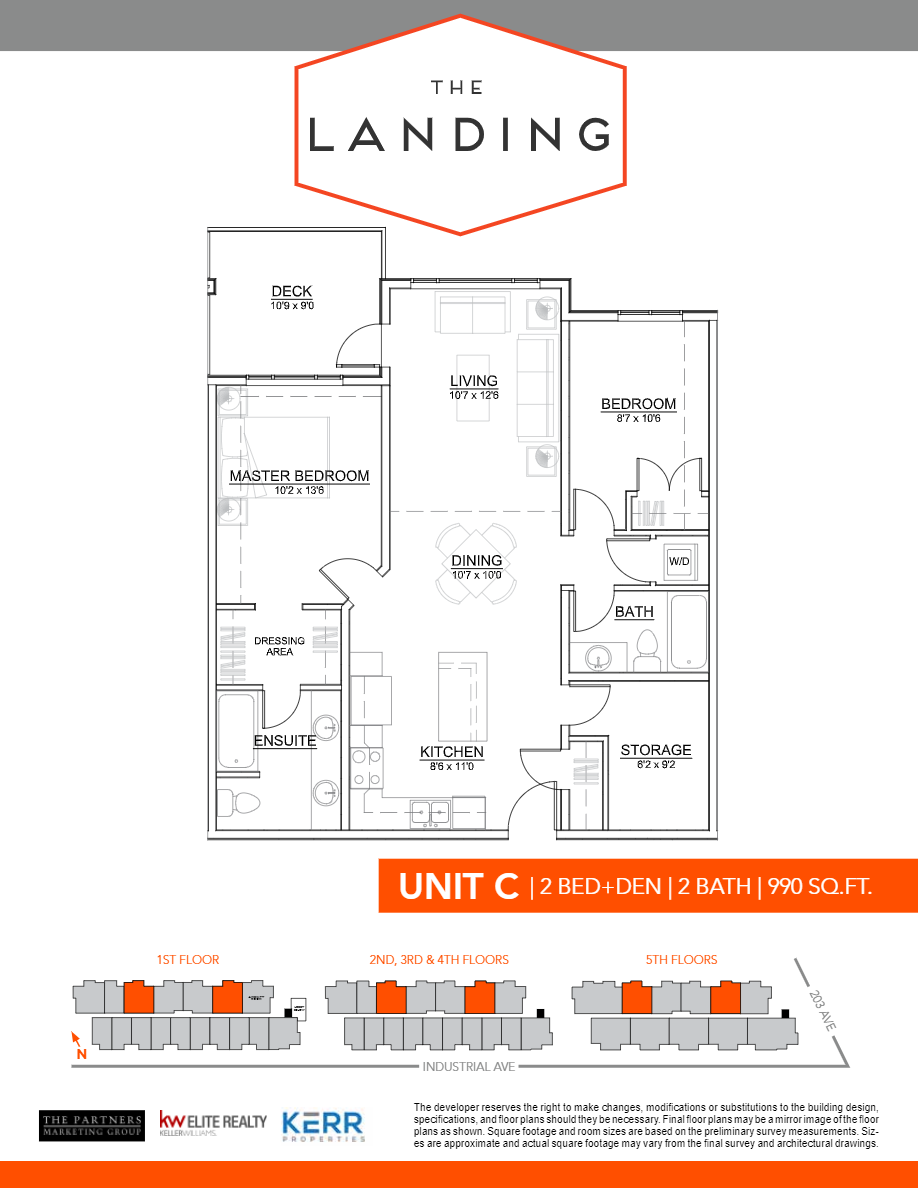 THE
LANDING
DECK
10'9 x 9'0
LIVING
10'7 x 12'6
BEDROOM
8'7 x 10'6
MASTER BEDROOM
10'2 x 13'6
DINING
10'7 x 10'0
W/D
BATH
DRESSING
AREA
ENSUITE
KITCHEN
8'6 x 11'0
STORAGE
6'2 x 9'2
UNIT C | 2 BED+DEN | 2 BATH | 990 SQ.FT.
1ST FLOOR
2ND, 3RD & 4TH FLOORS
5TH FLOORS
203 AVE
N
INDUSTRIAL AVE
THE PARTNERS
MARKETING GROUP
kw ELITE REALTY
KELLERWILLIAMS.
KERR
PROPERTIES
The developer reserves the right to make changes, modifications or substitutions to the building design,
specifications, and floor plans should they be necessary. Final floor plans may be a mirror image of the floor
plans as shown. Square footage and room sizes are based on the preliminary survey measurements. Siz-
es are approximate and actual square footage may vary from the final survey and architectural drawings.